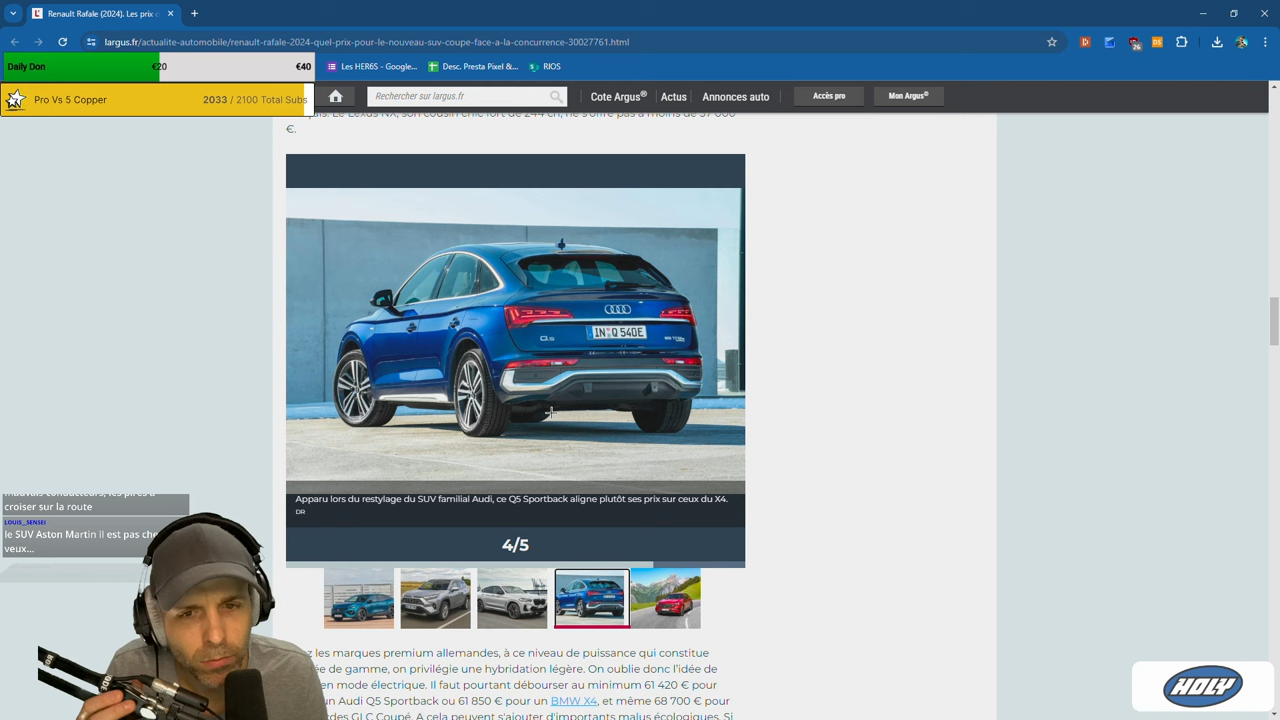 Renault Rafale (2024). Les prix
largus.fr/actualite-automobile/renault-rafale-2024-quel-prix-pour-le-nouveau-suv-coupe-face-a-la-concurrence-30027761.html
Daily Don €20 €40
Les HER6S - Google...
Desc. Presta Pixel &...
RIOS
Pro Vs 5 Copper 2033 / 2100 Total Subs
Rechercher sur largus.fr
Cote Argus® Actus Annonces auto Accès pro Mon Argus®
Le Lexus NX, son cousin chic fort de 244 ch, ne s'offre pas à moins de 57 000
€.
Q5
IN Q 540E
Apparu lors du restylage du SUV familial Audi, ce Q5 Sportback aligne plutôt ses prix sur ceux du X4.
DR
4/5
mauvais conducteurs, les pires à
croiser sur la route
LOUIS_SENSEI
le SUV Aston Martin il est pas
veux...
les marques premium allemandes, à ce niveau de puissance qui constitue
de gamme, on privilégie une hybridation légère. On oublie donc l'idée de
en mode électrique. Il faut pourtant débourser au minimum 61 420 € pour
un Audi Q5 Sportback ou 61 850 € pour un BMW X4, et même 68 700 € pour
GLC Coupé. A cela peuvent s'ajouter d'importants malus écologiques. Si
HOLY